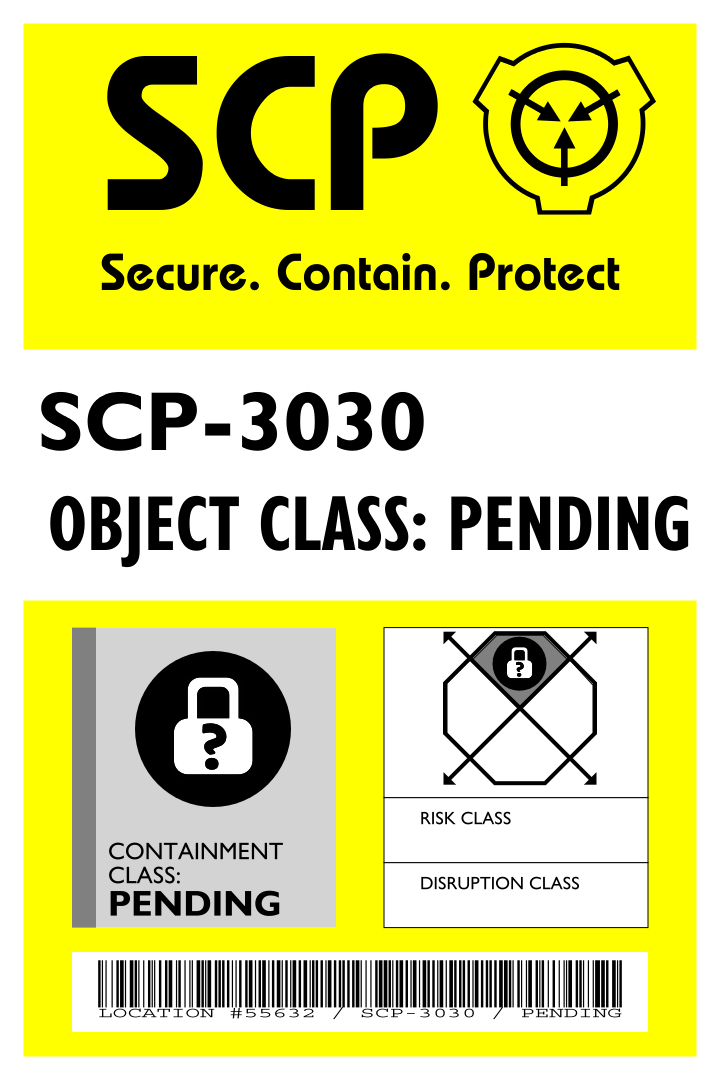 SCP
Secure. Contain. Protect
SCP-3030
OBJECT CLASS: PENDING
CONTAINMENT
CLASS:
PENDING
RISK CLASS
DISRUPTION CLASS
LOCATION #55632 / SCP-3030 / PENDING